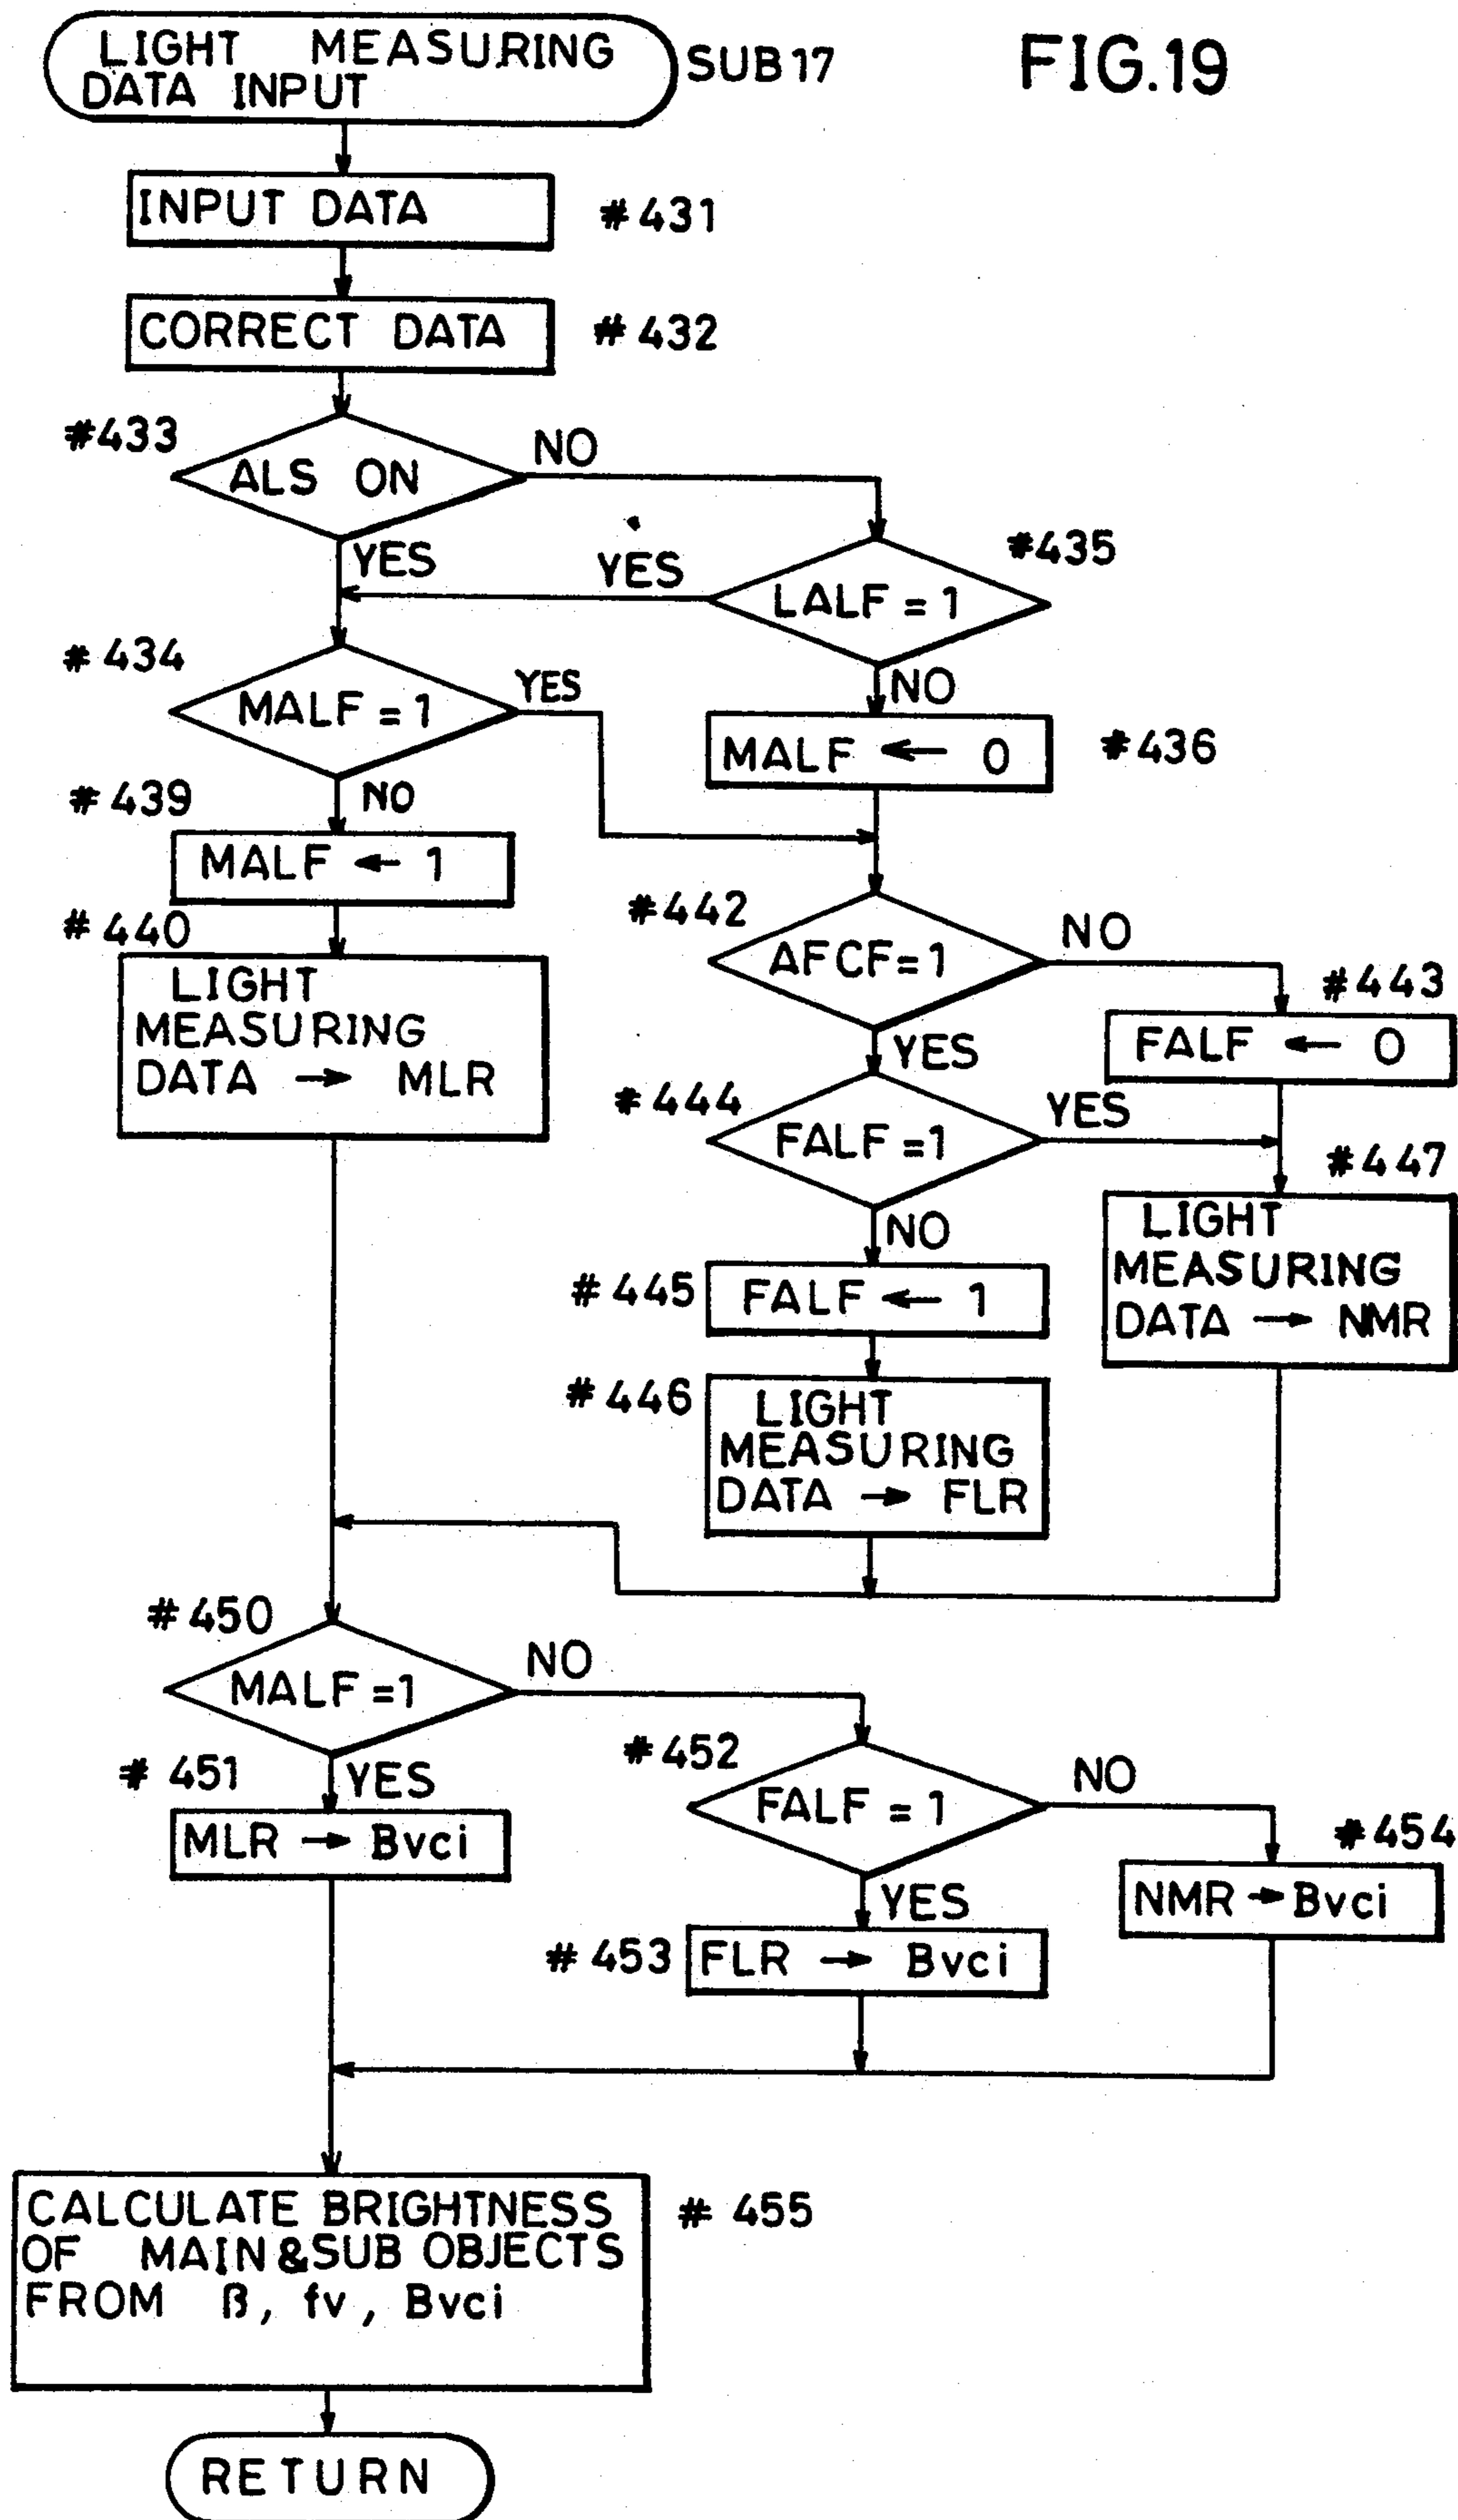 LIGHT MEASURING
DATA INPUT
SUB17
FIG.19
INPUT DATA
#431
CORRECT DATA
#432
#433
ALS ON
NO
YES
YES
#435
LALF=1
#434
MALF=1
YES
NO
MALF ← 0
#436
#439
NO
MALF ← 1
#440
LIGHT
MEASURING
DATA → MLR
#442
AFCF=1
NO
#443
FALF ← 0
YES
#444
FALF=1
YES
#447
LIGHT
MEASURING
DATA → NMR
NO
#445
FALF ← 1
#446
LIGHT
MEASURING
DATA → FLR
#450
MALF=1
NO
#451
YES
MLR → Bvci
#452
FALF=1
NO
#454
NMR → Bvci
YES
#453
FLR → Bvci
CALCULATE BRIGHTNESS
OF MAIN&SUB OBJECTS
FROM β, fv, Bvci
#455
RETURN